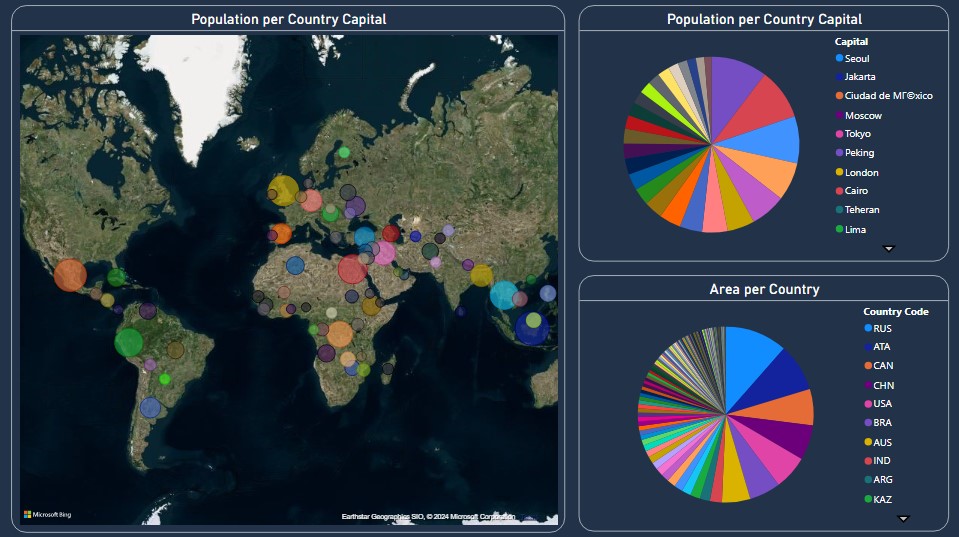 Population per Country Capital
Microsoft Bing
Earthstar Geographics SIO, © 2024 Microsoft Corporation
Population per Country Capital
Capital
Seoul
Jakarta
Ciudad de MГ©xico
Moscow
Tokyo
Peking
London
Cairo
Teheran
Lima
Area per Country
Country Code
RUS
ATA
CAN
CHN
USA
BRA
AUS
IND
ARG
KAZ